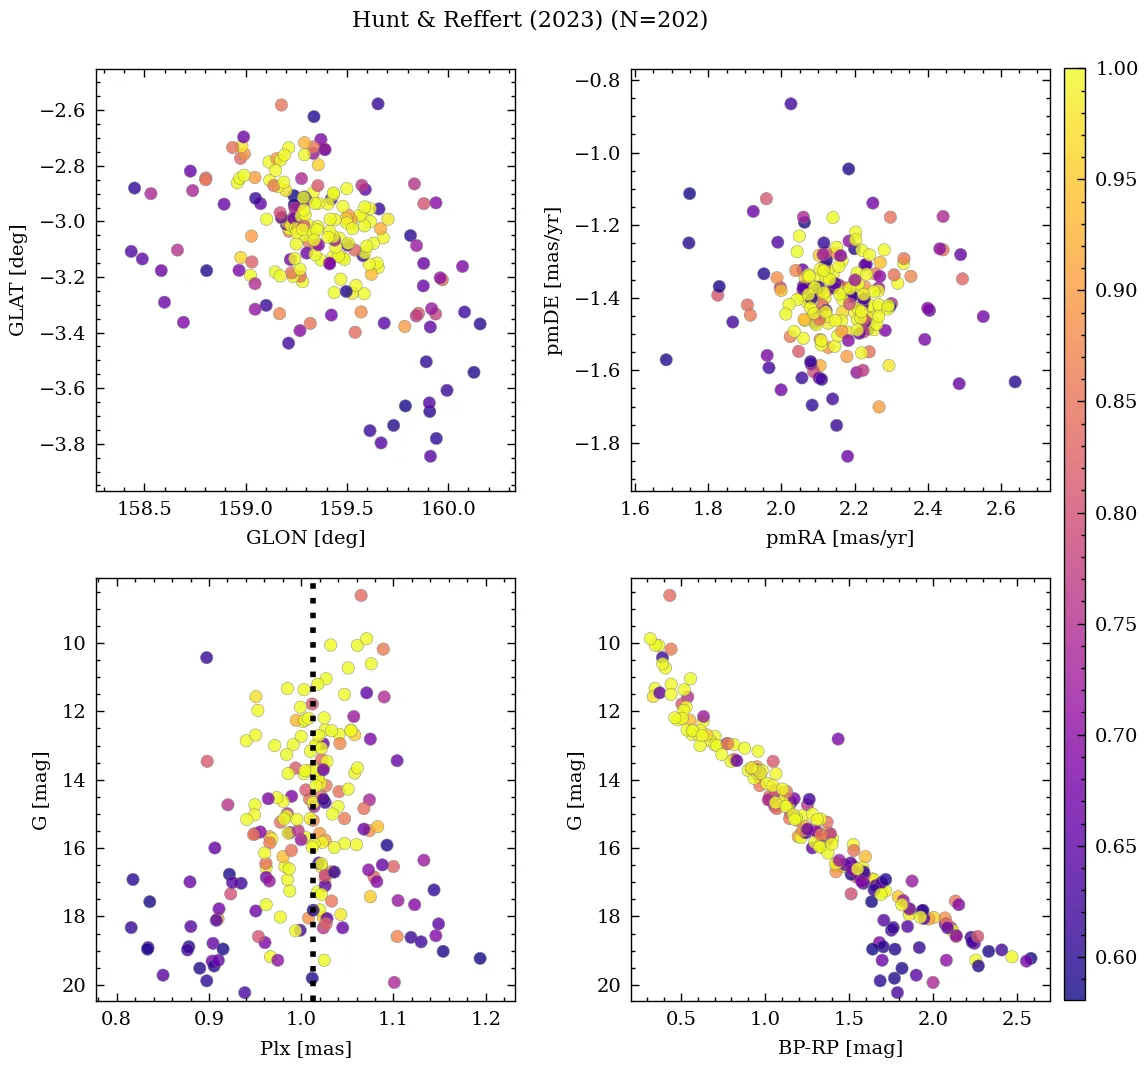 Hunt & Reffert (2023) (N=202)
−2.6
−2.8
−3.0
−3.2
−3.4
−3.6
−3.8
GLAT [deg]
158.5 159.0 159.5 160.0
GLON [deg]
−0.8
−1.0
−1.2
−1.4
−1.6
−1.8
pmDE [mas/yr]
1.6 1.8 2.0 2.2 2.4 2.6
pmRA [mas/yr]
1.00
0.95
0.90
0.85
0.80
0.75
0.70
0.65
0.60
10
12
14
16
18
20
G [mag]
0.8 0.9 1.0 1.1 1.2
Plx [mas]
10
12
14
16
18
20
G [mag]
0.5 1.0 1.5 2.0 2.5
BP-RP [mag]